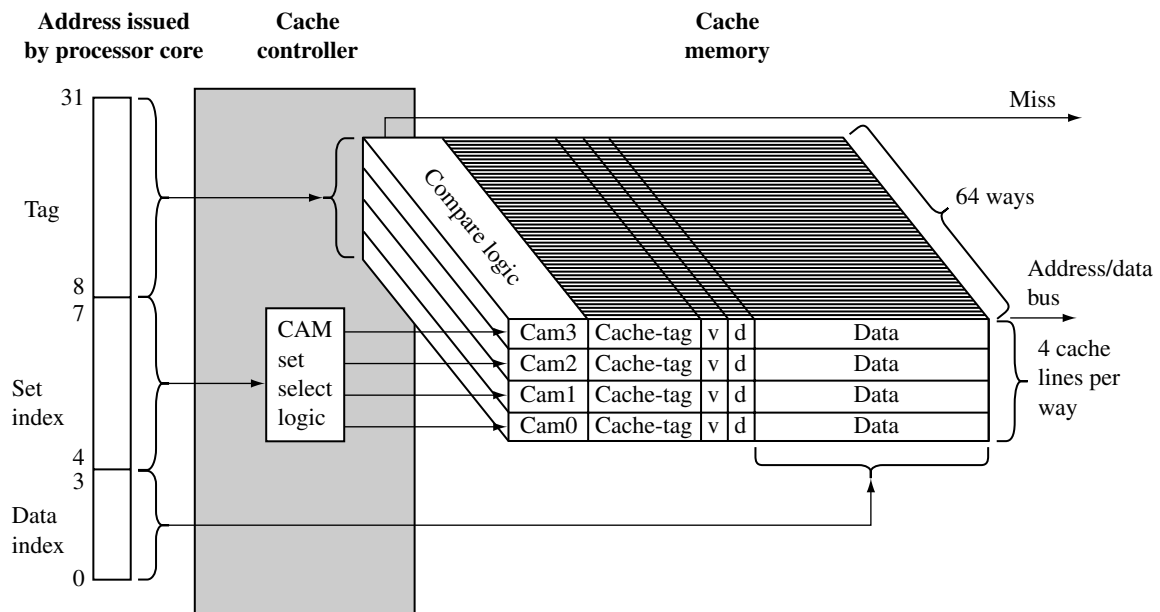 Address issued
by processor core
Cache
controller
Cache
memory
31
Tag
8
7
Set
index
4
3
Data
index
0
CAM
set
select
logic
Compare logic
Miss
64 ways
Address/data
bus
Cam3 Cache-tag v d Data
Cam2 Cache-tag v d Data
Cam1 Cache-tag v d Data
Cam0 Cache-tag v d Data
4 cache
lines per
way